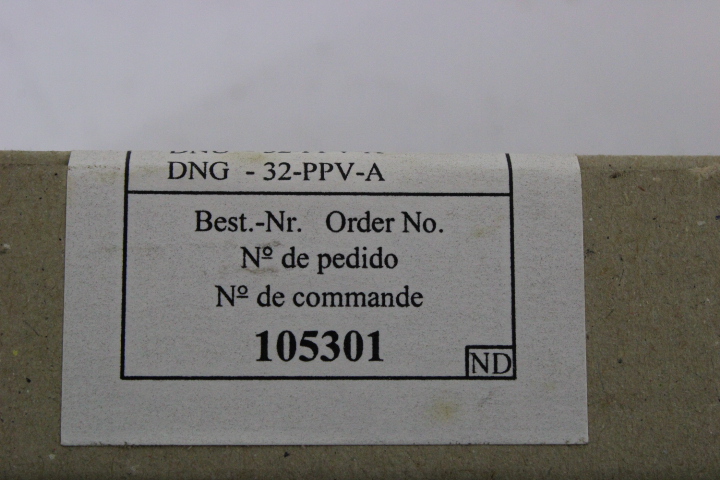 DNG - 32-PPV-A
Best.-Nr. Order No.
Nº de pedido
Nº de commande
105301
ND